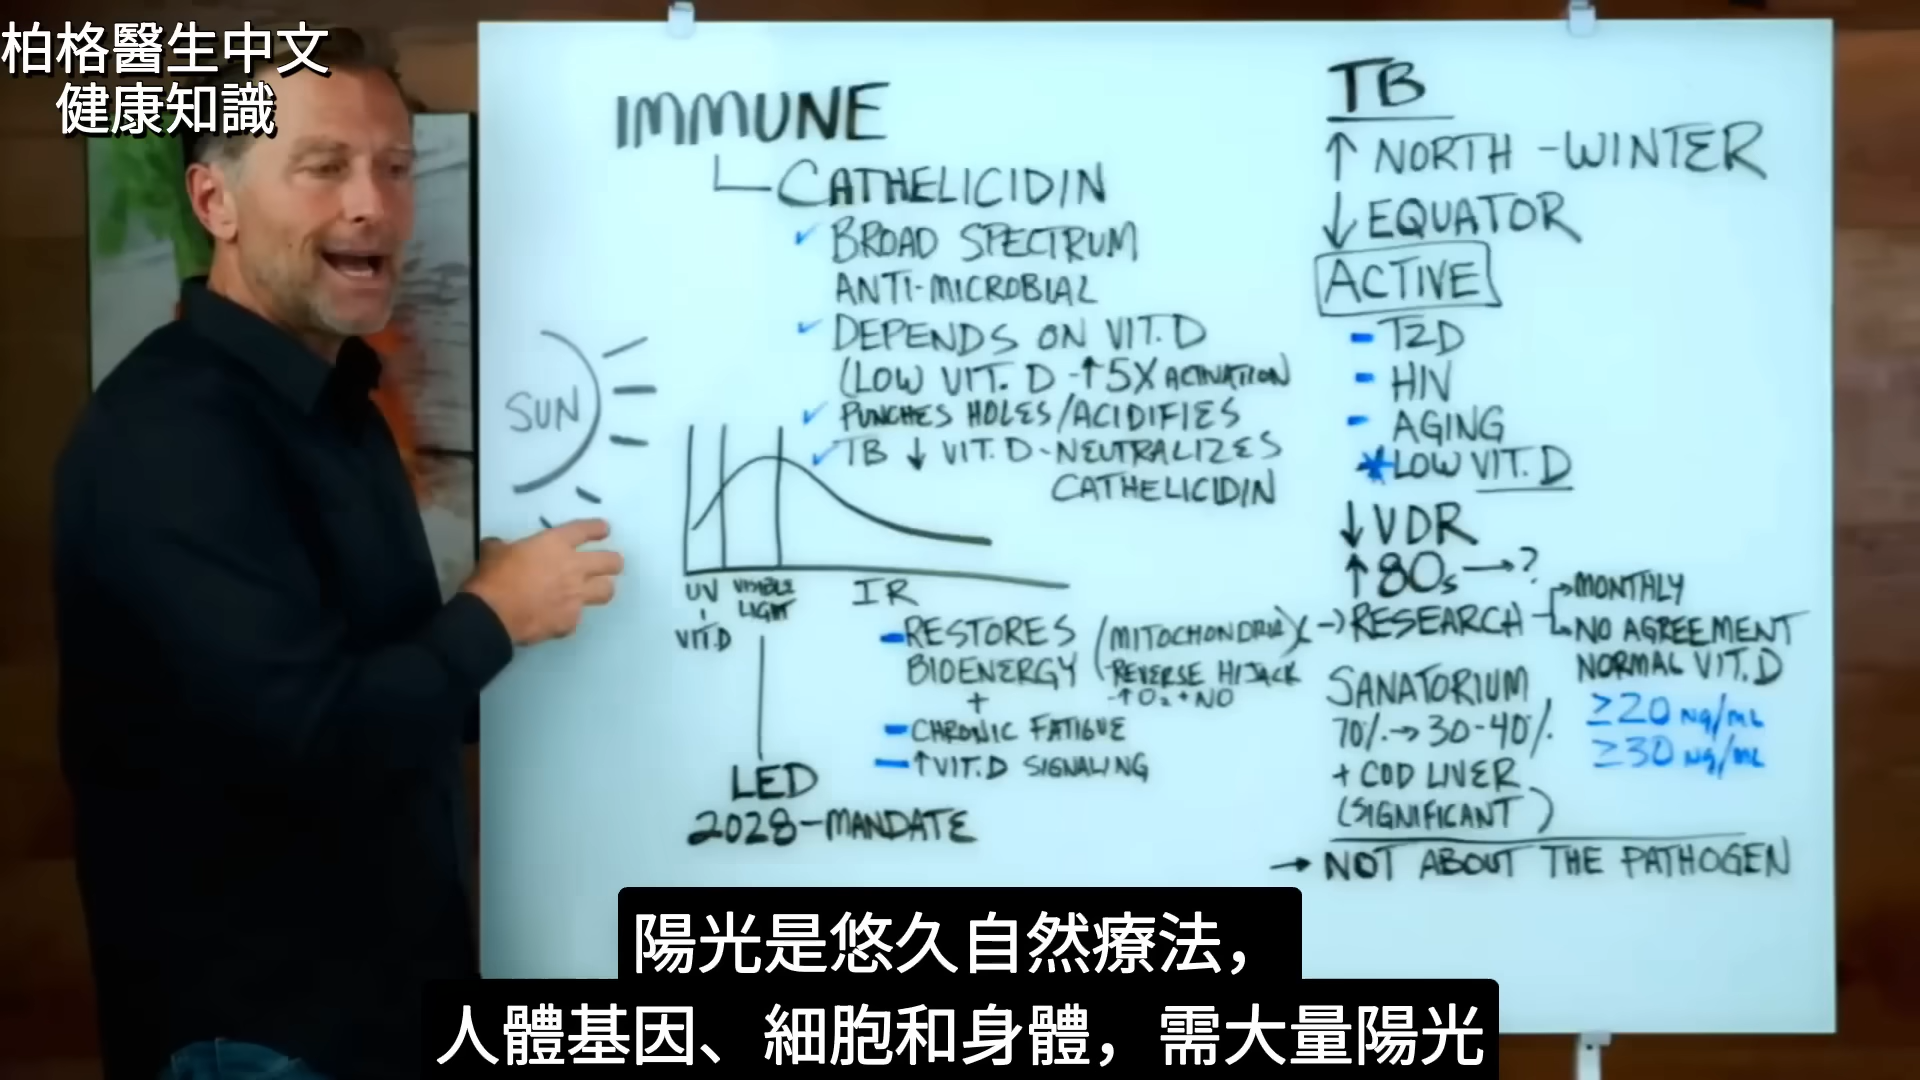 柏格醫生中文
健康知識
IMMUNE
CATHELICIDIN
✓ BROAD SPECTRUM
ANTI-MICROBIAL
✓ DEPENDS ON VIT. D
(LOW VIT. D -↑5X ACTIVATION
✓ PUNCHES HOLES/ACIDIFIES
✓ TB ↓ VIT. D - NEUTRALIZES
CATHELICIDIN
SUN
UV
VIT.D
VISIBLE
LIGHT
IR
- RESTORES
BIOENERGY
+
(MITOCHONDRIA)
-REVERSE HIJACK
-↑O₂ + NO
- CHRONIC FATIGUE
- ↑VIT.D SIGNALING
LED
2028-MANDATE
TB
↑ NORTH - WINTER
↓ EQUATOR
ACTIVE
- T2D
- HIV
- AGING
* LOW VIT. D
↓ VDR
↑ 80s → ?
→ RESEARCH
→ MONTHLY
→ NO AGREEMENT
NORMAL VIT. D
≥20 ng/mL
≥30 ng/mL
SANATORIUM
70% → 30-40%
+ COD LIVER
(SIGNIFICANT)
→ NOT ABOUT THE PATHOGEN
陽光是悠久自然療法，
人體基因、細胞和身體，需大量陽光